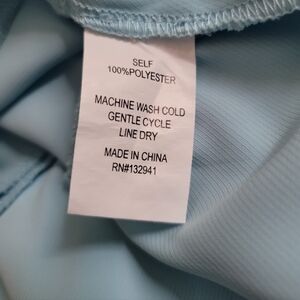 SELF
100%POLYESTER
MACHINE WASH COLD
GENTLE CYCLE
LINE DRY
MADE IN CHINA
RN#132941